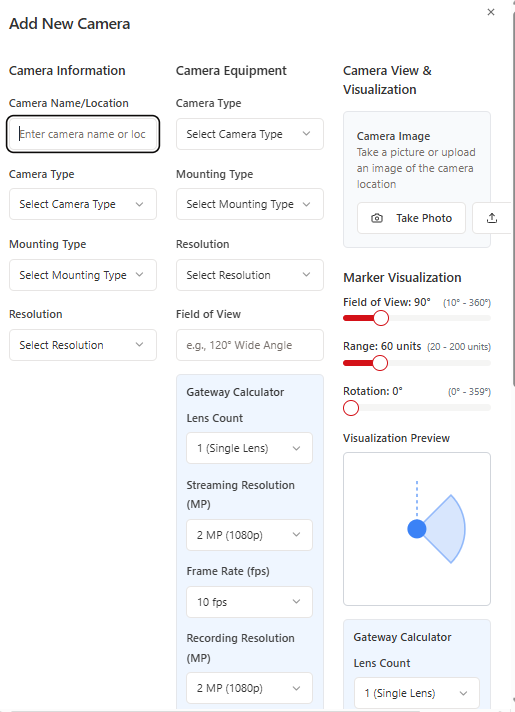 Add New Camera
Camera Information
Camera Name/Location
Enter camera name or loc
Camera Type
Select Camera Type
Mounting Type
Select Mounting Type
Resolution
Select Resolution
Camera Equipment
Camera Type
Select Camera Type
Mounting Type
Select Mounting Type
Resolution
Select Resolution
Field of View
e.g., 120° Wide Angle
Gateway Calculator
Lens Count
1 (Single Lens)
Streaming Resolution
(MP)
2 MP (1080p)
Frame Rate (fps)
10 fps
Recording Resolution
(MP)
2 MP (1080p)
Camera View &
Visualization
Camera Image
Take a picture or upload
an image of the camera
location
Take Photo
Marker Visualization
Field of View: 90° (10° - 360°)
Range: 60 units (20 - 200 units)
Rotation: 0° (0° - 359°)
Visualization Preview
Gateway Calculator
Lens Count
1 (Single Lens)